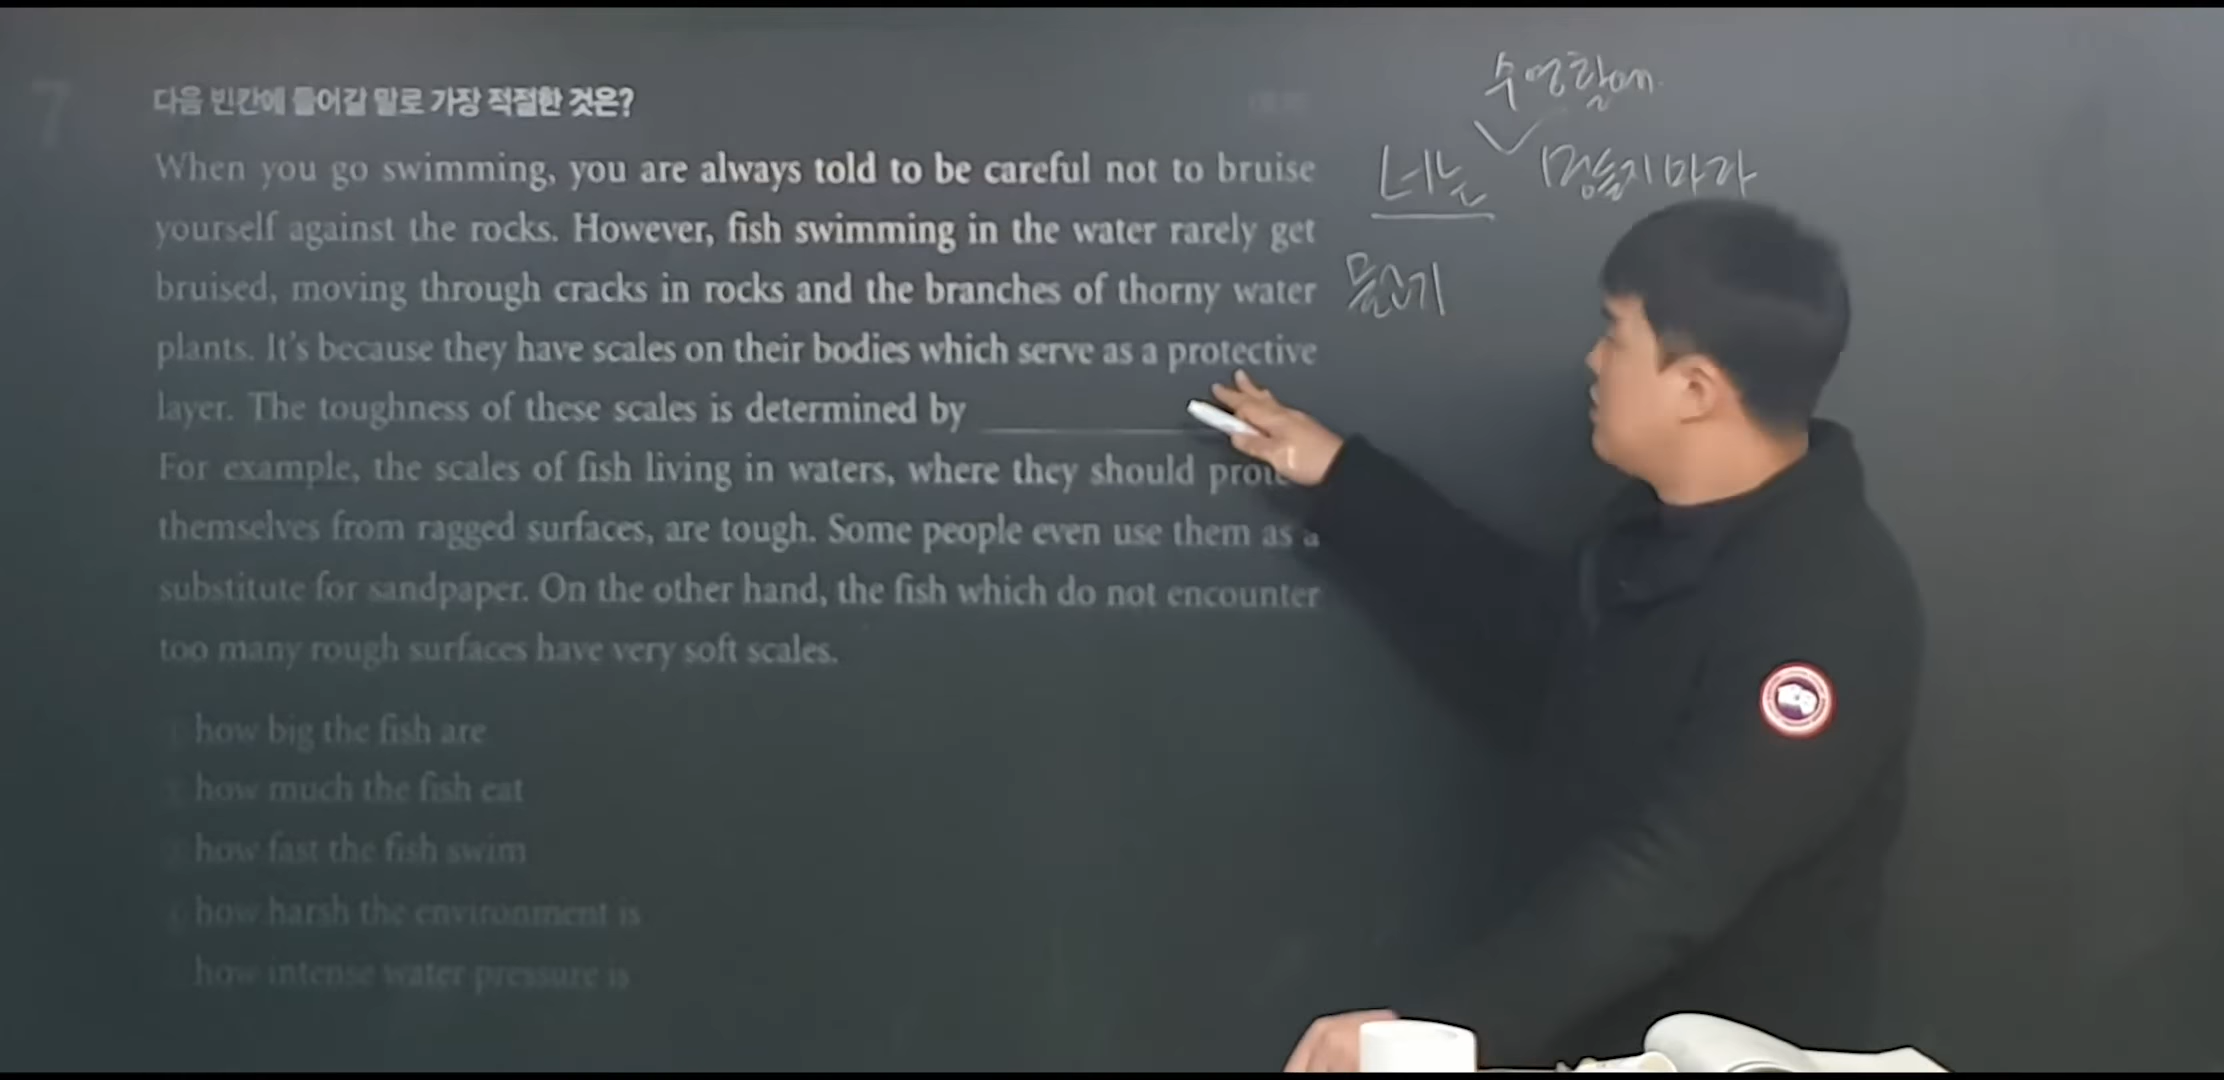 7
다음 빈칸에 들어갈 말로 가장 적절한 것은?
When you go swimming, you are always told to be careful not to bruise
yourself against the rocks. However, fish swimming in the water rarely get
bruised, moving through cracks in rocks and the branches of thorny water
plants. It's because they have scales on their bodies which serve as a protective
layer. The toughness of these scales is determined by
For example, the scales of fish living in waters, where they should
themselves from ragged surfaces, are tough. Some people even use them as a
substitute for sandpaper. On the other hand, the fish which do not encounter
too many rough surfaces have very soft scales.
how big the fish are
how much the fish eat
how fast the fish swim
how harsh the environment is
how intense water pressure is
수영할 때
너는 멍들지 마라
물고기